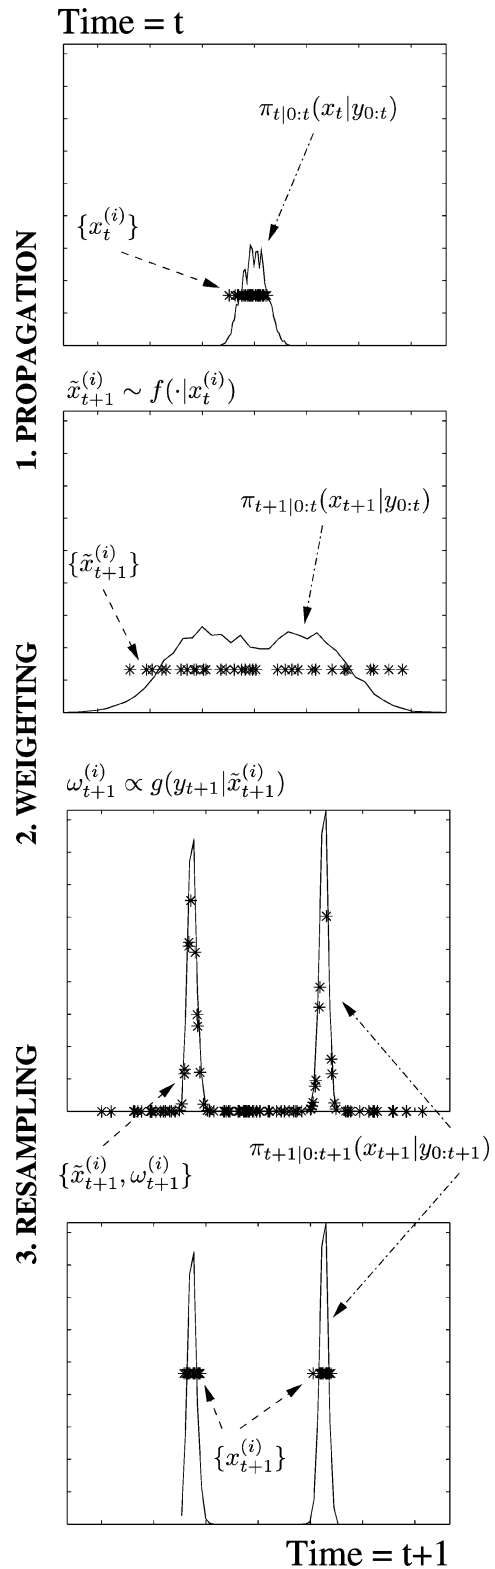 Time = t
π_{t|0:t}(x_t|y_{0:t})
{x_t^{(i)}}
1. PROPAGATION
x̃_{t+1}^{(i)} ∼ f(·|x_t^{(i)})
π_{t+1|0:t}(x_{t+1}|y_{0:t})
{x̃_{t+1}^{(i)}}
2. WEIGHTING
ω_{t+1}^{(i)} ∝ g(y_{t+1}|x̃_{t+1}^{(i)})
3. RESAMPLING
π_{t+1|0:t+1}(x_{t+1}|y_{0:t+1})
{x̃_{t+1}^{(i)}, ω_{t+1}^{(i)}}
{x_{t+1}^{(i)}}
Time = t+1